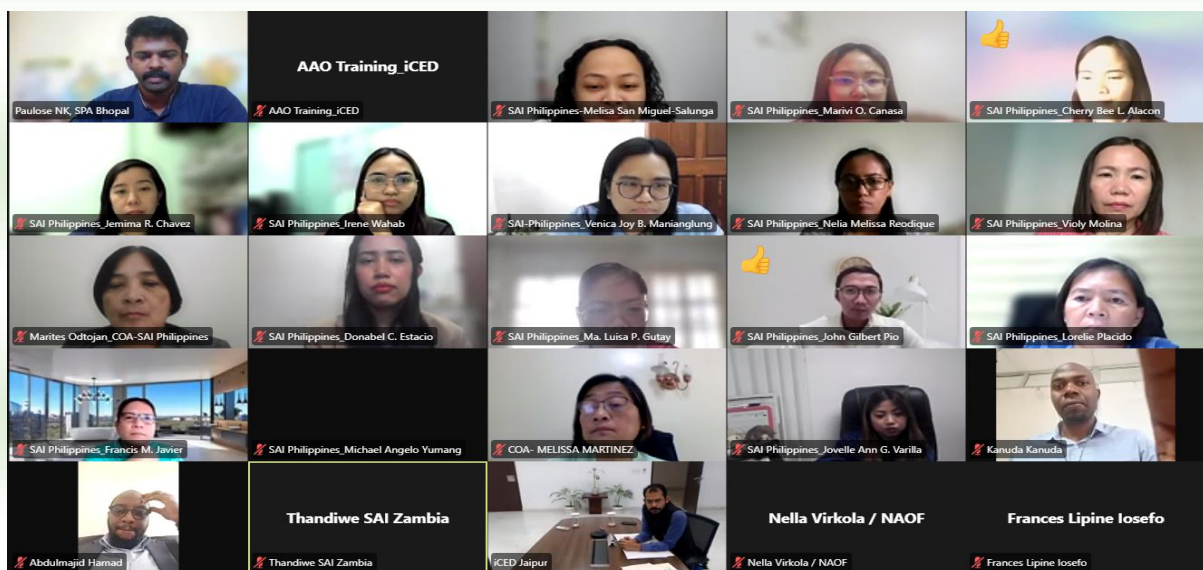 Paulose NK, SPA Bhopal
AAO Training_iCED
AAO Training_iCED
SAI Philippines-Melisa San Miguel-Salunga
SAI Philippines_Marivi O. Canasa
SAI Philippines_Cherry Bee L. Alacon
SAI Philippines_Jemima R. Chavez
SAI Philippines_Irene Wahab
SAI-Philippines_Venica Joy B. Manianglung
SAI Philippines_Nelia Melissa Reodique
SAI Philippines_Violy Molina
Marites Odtojan_COA-SAI Philippines
SAI Philippines_Donabel C. Estacio
SAI Philippines_Ma. Luisa P. Gutay
SAI Philippines_John Gilbert Pio
SAI Philippines_Lorelie Placido
SAI Philippines_Francis M. Javier
SAI Philippines_Michael Angelo Yumang
COA- MELISSA MARTINEZ
SAI Philippines_Jovelle Ann G. Varilla
Kanuda Kanuda
Abdulmajid Hamad
Thandiwe SAI Zambia
Thandiwe SAI Zambia
iCED Jaipur
Nella Virkola / NAOF
Nella Virkola / NAOF
Frances Lipine Iosefo
Frances Lipine Iosefo